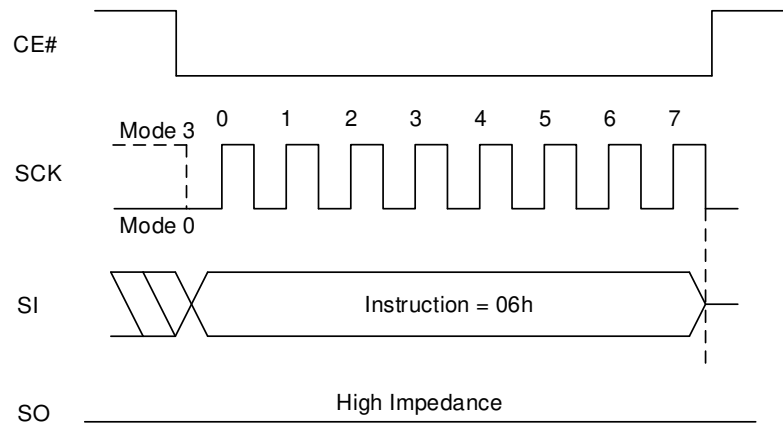 CE#
0 1 2 3 4 5 6 7
Mode 3
SCK
Mode 0
SI
Instruction = 06h
High Impedance
SO